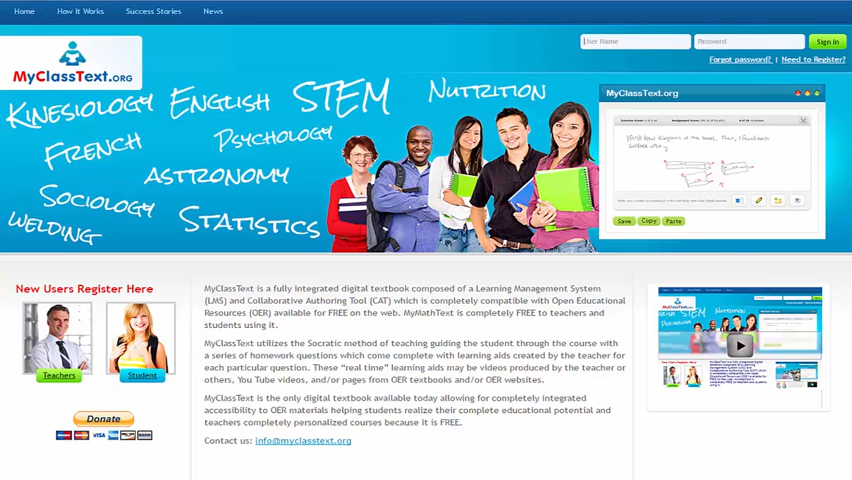 Home How It Works Success Stories News
User Name Password Sign In
Forgot password? | Need to Register?
MyClassText.org
KINESIOLOGY ENGLISH STEM NUTRITION
FRENCH PSYCHOLOGY
ASTRONOMY
SOCIOLOGY
WELDING STATISTICS
MyClassText.org
Save Copy Paste
New Users Register Here
Teachers Student
Donate
VISA
MyClassText is a fully integrated digital textbook composed of a Learning Management System
(LMS) and Collaborative Authoring Tool (CAT) which is completely compatible with Open Educational
Resources (OER) available for FREE on the web. MyMathText is completely FREE to teachers and
students using it.
MyClassText utilizes the Socratic method of teaching guiding the student through the course with
a series of homework questions which come complete with learning aids created by the teacher for
each particular question. These “real time” learning aids may be videos produced by the teacher or
others, You Tube videos, and/or pages from OER textbooks and/or OER websites.
MyClassText is the only digital textbook available today allowing for completely integrated
accessibility to OER materials helping students realize their complete educational potential and teachers
completely personalized courses because it is FREE.
Contact us: info@myclasstext.org